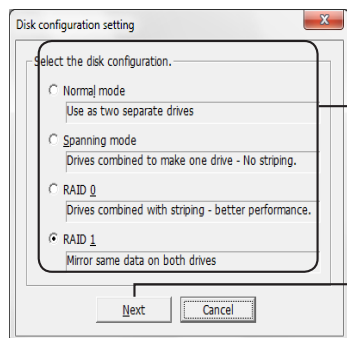 Disk configuration setting
X
Select the disk configuration.
Normal mode
Use as two separate drives
Spanning mode
Drives combined to make one drive - No striping.
RAID 0
Drives combined with striping - better performance.
RAID 1
Mirror same data on both drives
Next
Cancel